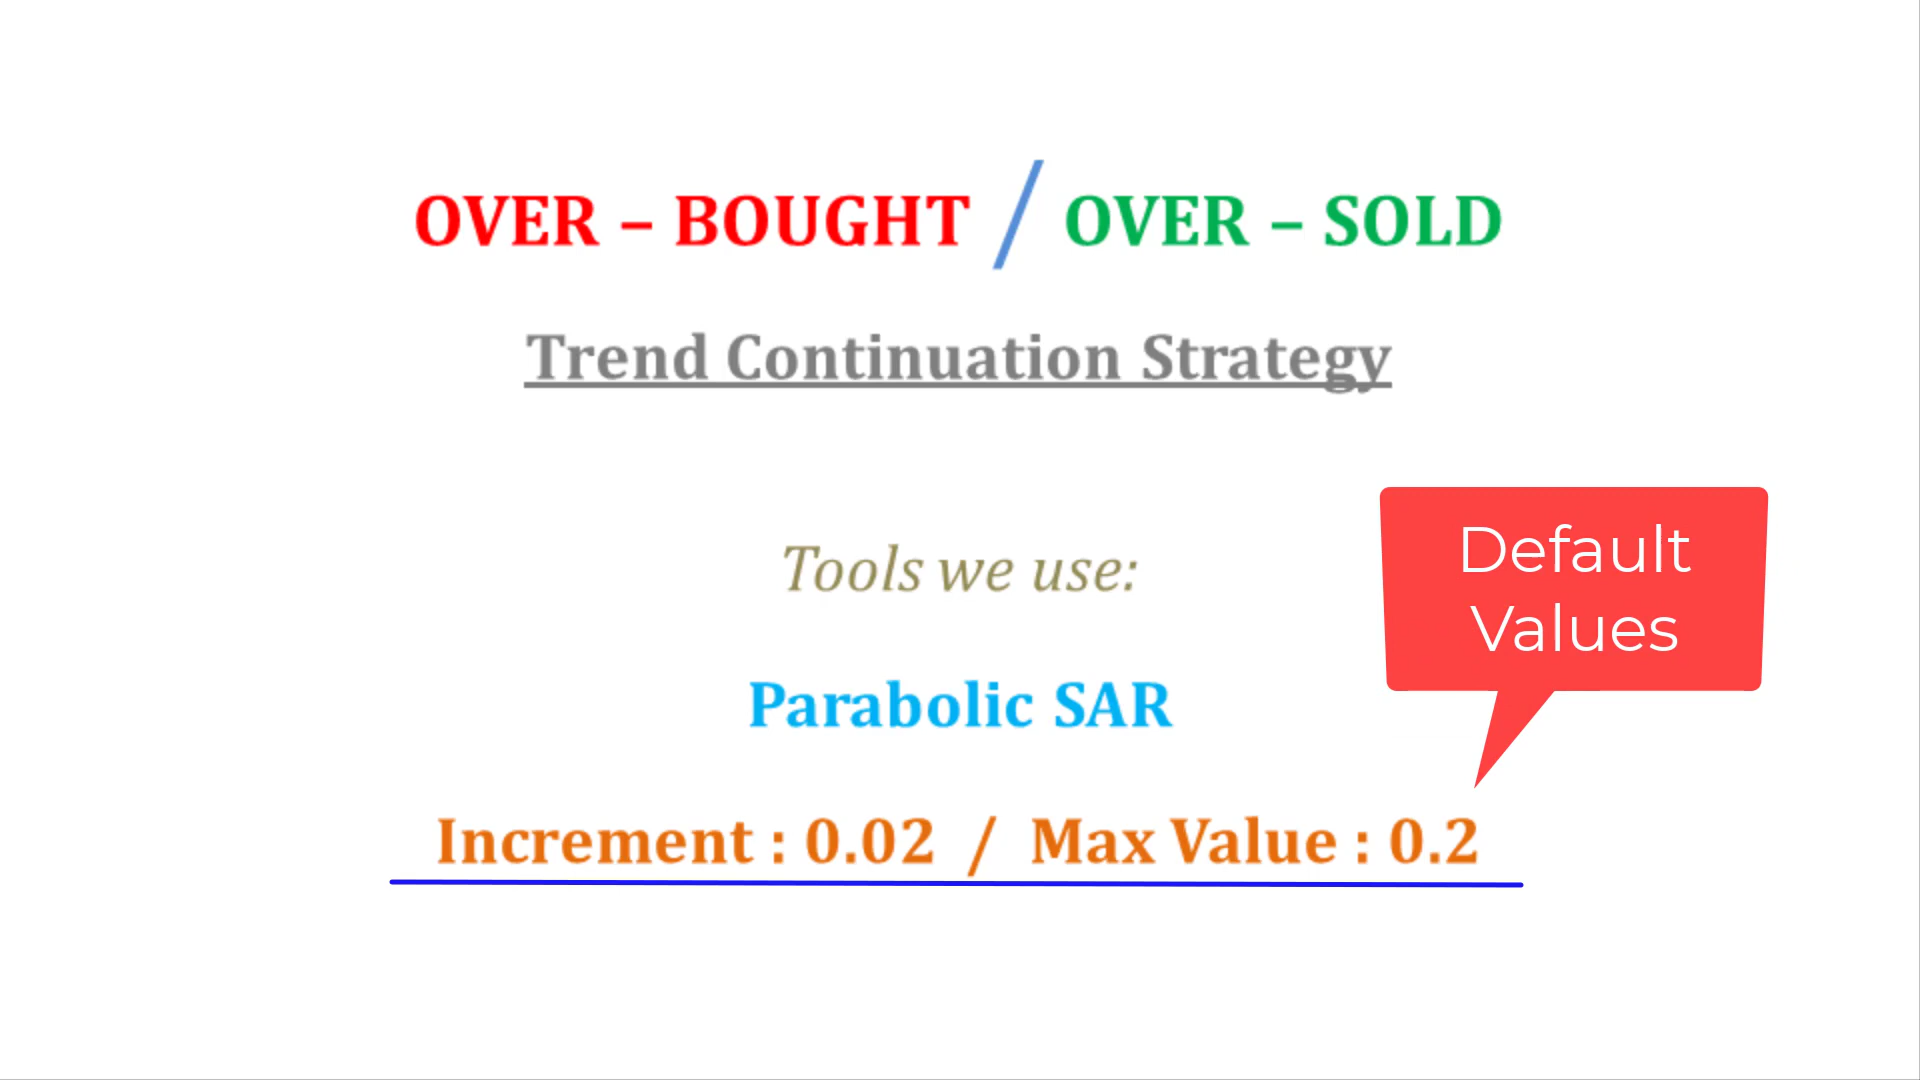 OVER – BOUGHT / OVER – SOLD
Trend Continuation Strategy
Tools we use:
Default
Values
Parabolic SAR
Increment : 0.02 / Max Value : 0.2